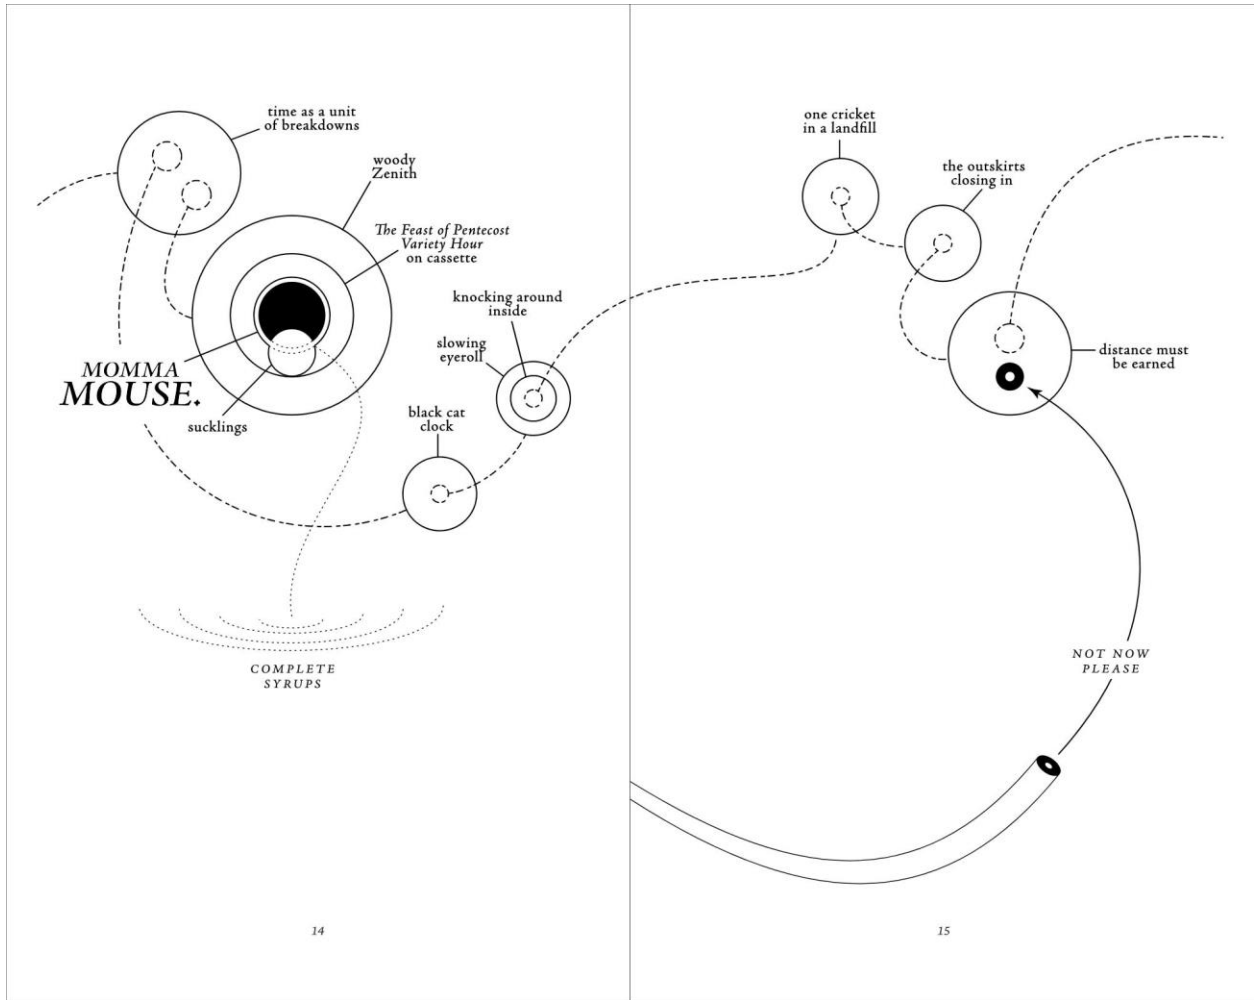 time as a unit
of breakdowns
woody
Zenith
The Feast of Pentecost
Variety Hour
on cassette
knocking around
inside
slowing
eyeroll
MOMMA
MOUSE.
sucklings
black cat
clock
COMPLETE
SYRUPS
14
one cricket
in a landfill
the outskirts
closing in
distance must
be earned
NOT NOW
PLEASE
15